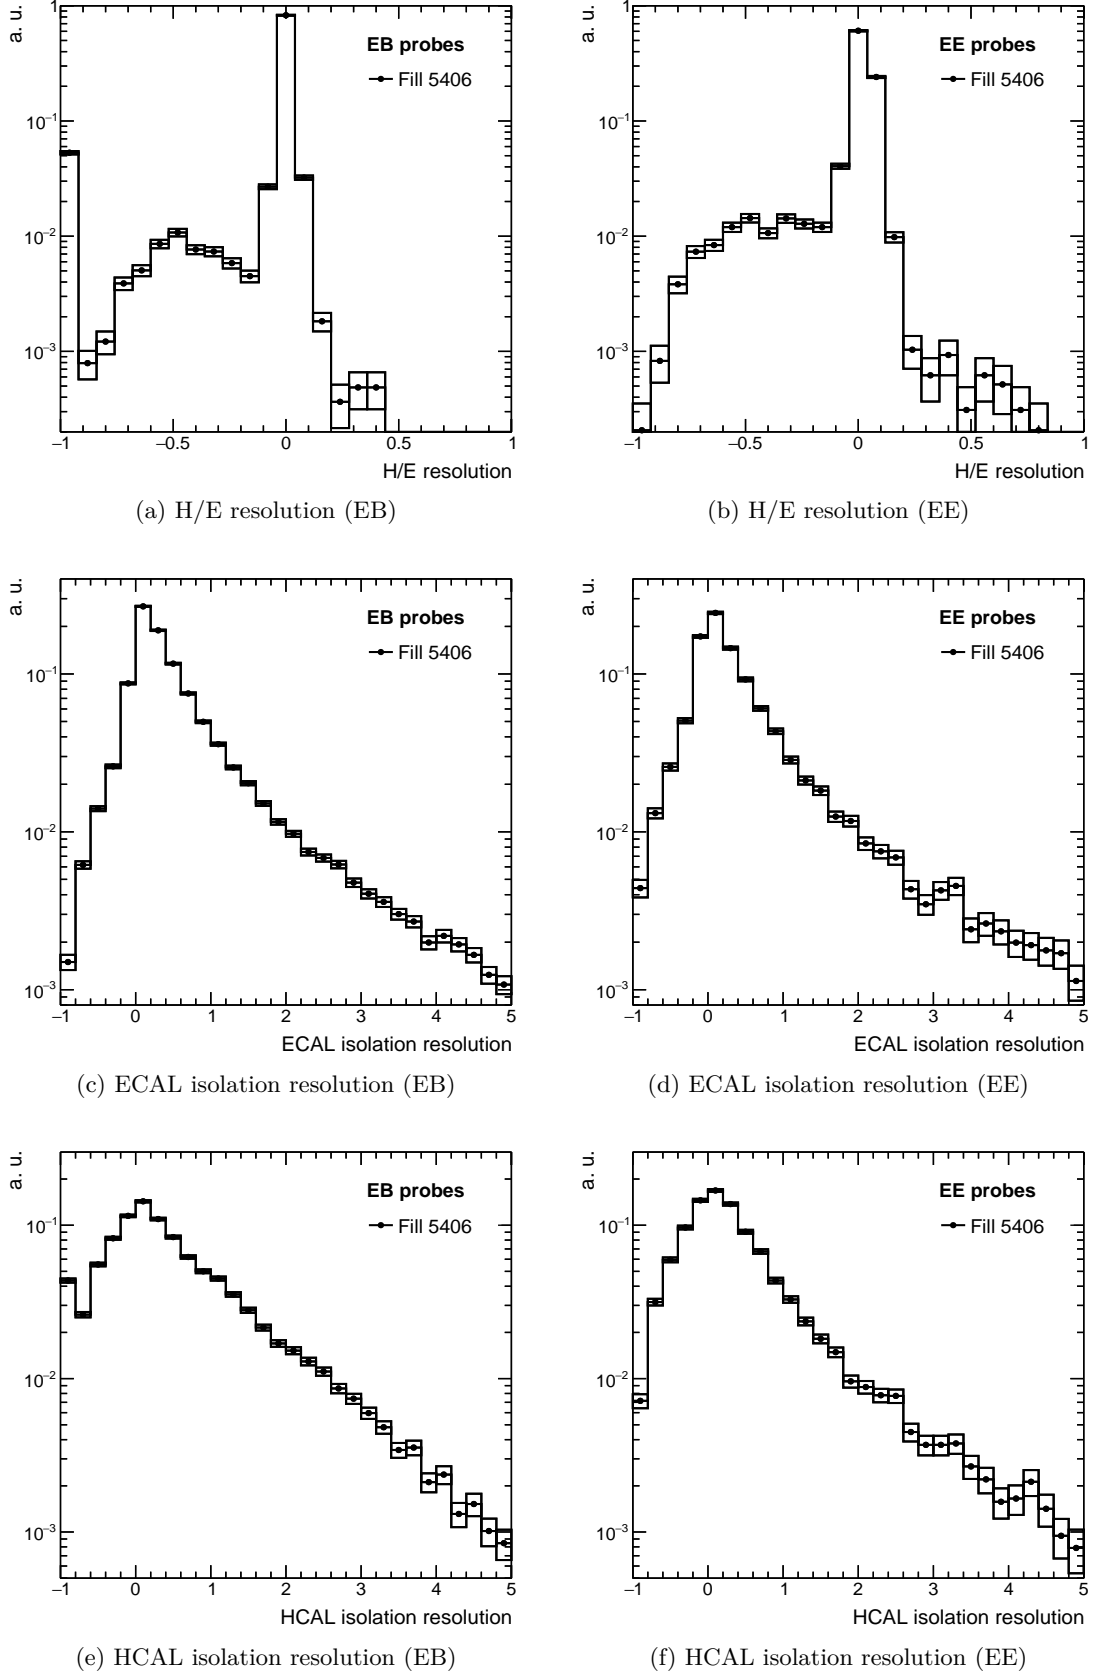 a. u.
1
10⁻¹
10⁻²
10⁻³
EB probes
Fill 5406
−1 −0.5 0 0.5 1
H/E resolution
(a) H/E resolution (EB)
a. u.
1
10⁻¹
10⁻²
10⁻³
EE probes
Fill 5406
−1 −0.5 0 0.5 1
H/E resolution
(b) H/E resolution (EE)
a. u.
10⁻¹
10⁻²
10⁻³
EB probes
Fill 5406
−1 0 1 2 3 4 5
ECAL isolation resolution
(c) ECAL isolation resolution (EB)
a. u.
10⁻¹
10⁻²
10⁻³
EE probes
Fill 5406
−1 0 1 2 3 4 5
ECAL isolation resolution
(d) ECAL isolation resolution (EE)
a. u.
10⁻¹
10⁻²
10⁻³
EB probes
Fill 5406
−1 0 1 2 3 4 5
HCAL isolation resolution
(e) HCAL isolation resolution (EB)
a. u.
10⁻¹
10⁻²
10⁻³
EE probes
Fill 5406
−1 0 1 2 3 4 5
HCAL isolation resolution
(f) HCAL isolation resolution (EE)